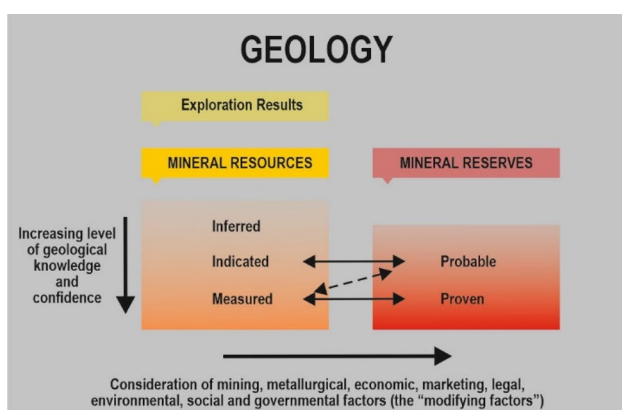 GEOLOGY
Exploration Results
MINERAL RESOURCES
MINERAL RESERVES
Increasing level
of geological
knowledge
and
confidence
Inferred
Indicated
Probable
Measured
Proven
Consideration of mining, metallurgical, economic, marketing, legal,
environmental, social and governmental factors (the “modifying factors”)